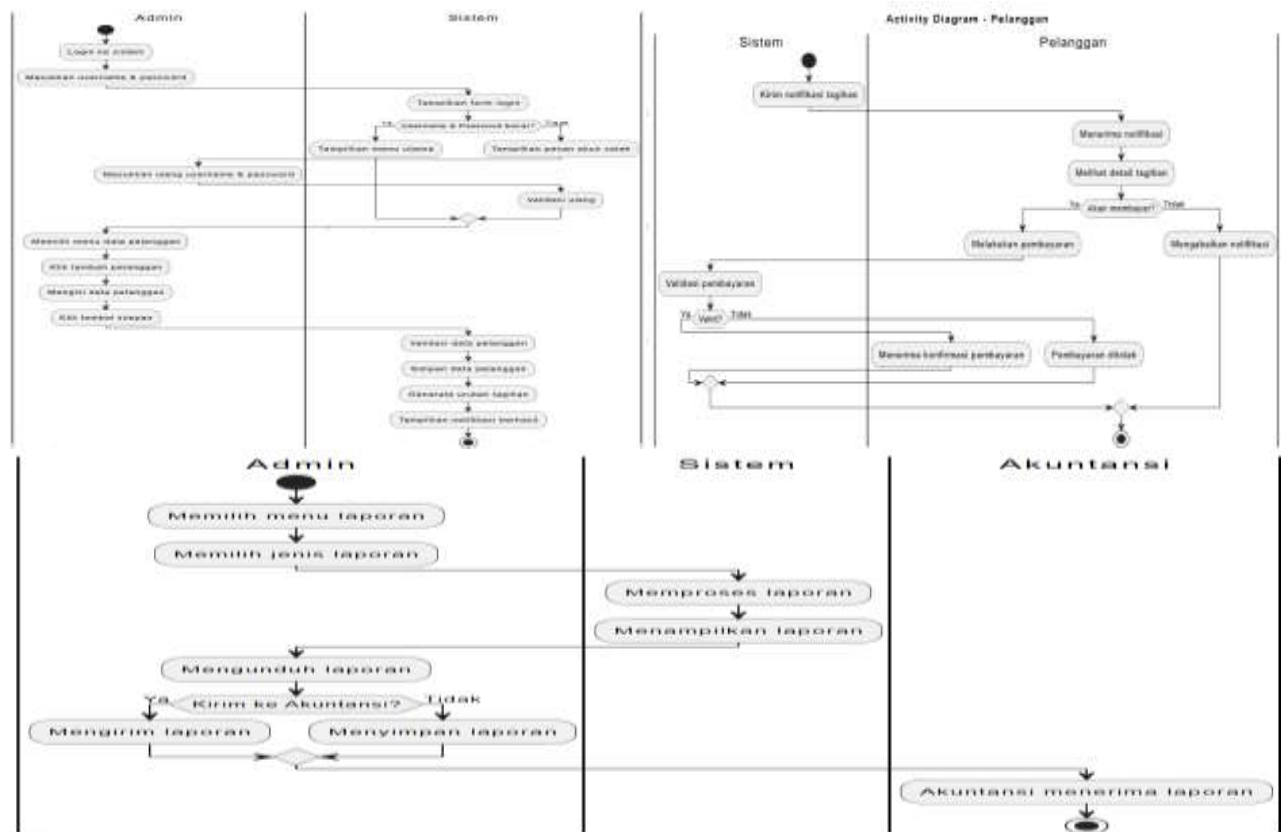 Admin
Sistem
Login ke sistem
Masukkan username & password
Tampilkan form login
Ya
Username & Password benar?
Tidak
Tampilkan menu utama
Tampilkan pesan akun salah
Masukkan ulang username & password
Validasi ulang
Memilih menu data pelanggan
Klik tambah pelanggan
Mengisi data pelanggan
Klik tombol simpan
Validasi data pelanggan
Simpan data pelanggan
Generate urutan tagihan
Tampilkan notifikasi berhasil
Activity Diagram - Pelanggan
Sistem
Pelanggan
Kirim notifikasi tagihan
Menerima notifikasi
Melihat detail tagihan
Ya
Akan membayar?
Tidak
Melakukan pembayaran
Mengabaikan notifikasi
Validasi pembayaran
Ya
Valid?
Tidak
Menerima konfirmasi pembayaran
Pembayaran ditolak
Admin
Sistem
Akuntansi
Memilih menu laporan
Memilih jenis laporan
Memproses laporan
Menampilkan laporan
Mengunduh laporan
Ya
Kirim ke Akuntansi?
Tidak
Mengirim laporan
Menyimpan laporan
Akuntansi menerima laporan